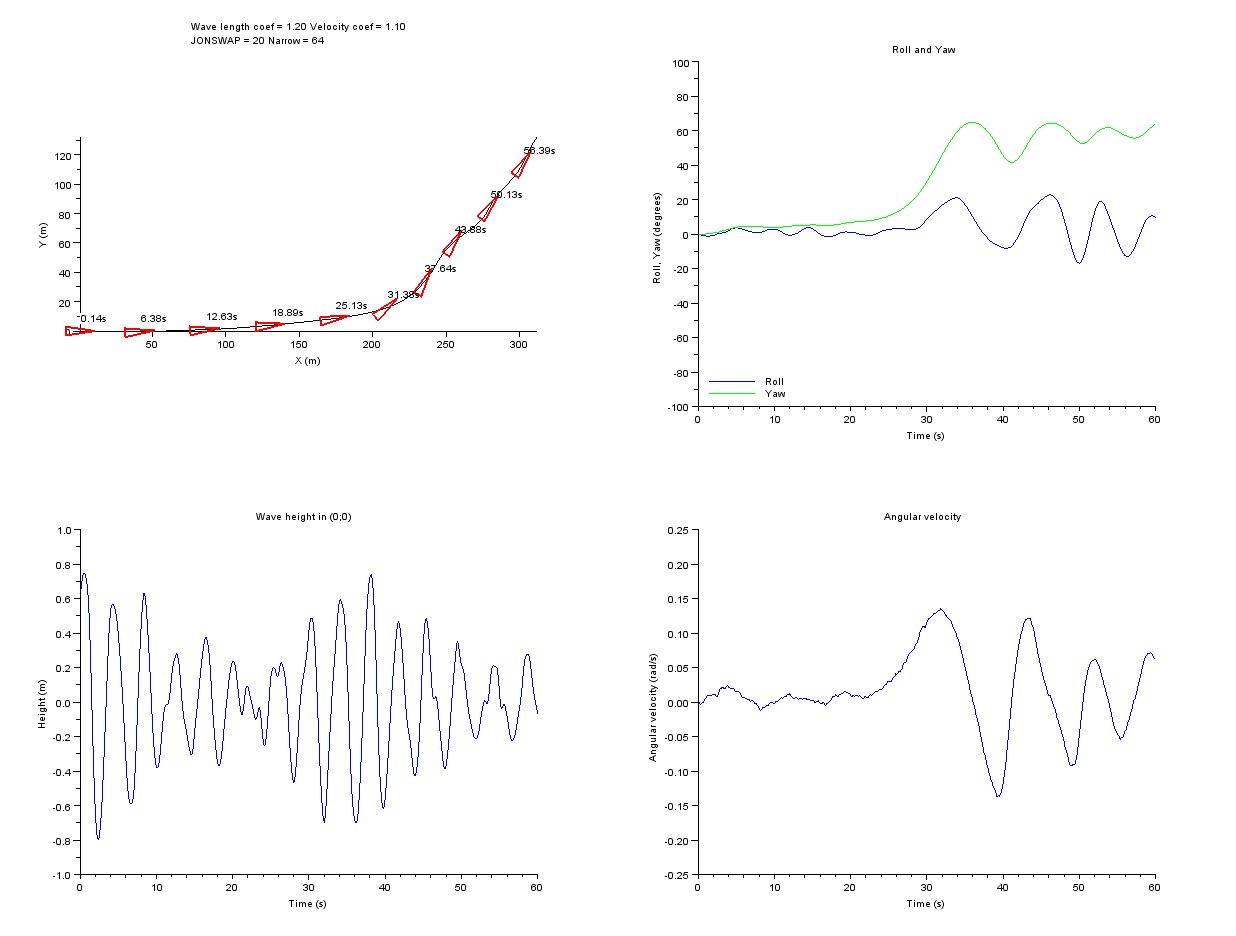 Wave length coef = 1.20 Velocity coef = 1.10
JONSWAP = 20 Narrow = 64
120
100
80
60
40
20
Y (m)
50
100
150
200
250
300
X (m)
-0.14s
6.38s
12.63s
18.89s
25.13s
31.38s
37.64s
43.88s
50.13s
56.39s
Roll and Yaw
100
80
60
40
20
0
-20
-40
-60
-80
-100
Roll, Yaw (degrees)
Roll
Yaw
0
10
20
30
40
50
60
Time (s)
Wave height in (0;0)
1.0
0.8
0.6
0.4
0.2
0.0
-0.2
-0.4
-0.6
-0.8
-1.0
Height (m)
0
10
20
30
40
50
60
Time (s)
Angular velocity
0.25
0.20
0.15
0.10
0.05
0.00
-0.05
-0.10
-0.15
-0.20
-0.25
Angular velocity (rad/s)
0
10
20
30
40
50
60
Time (s)